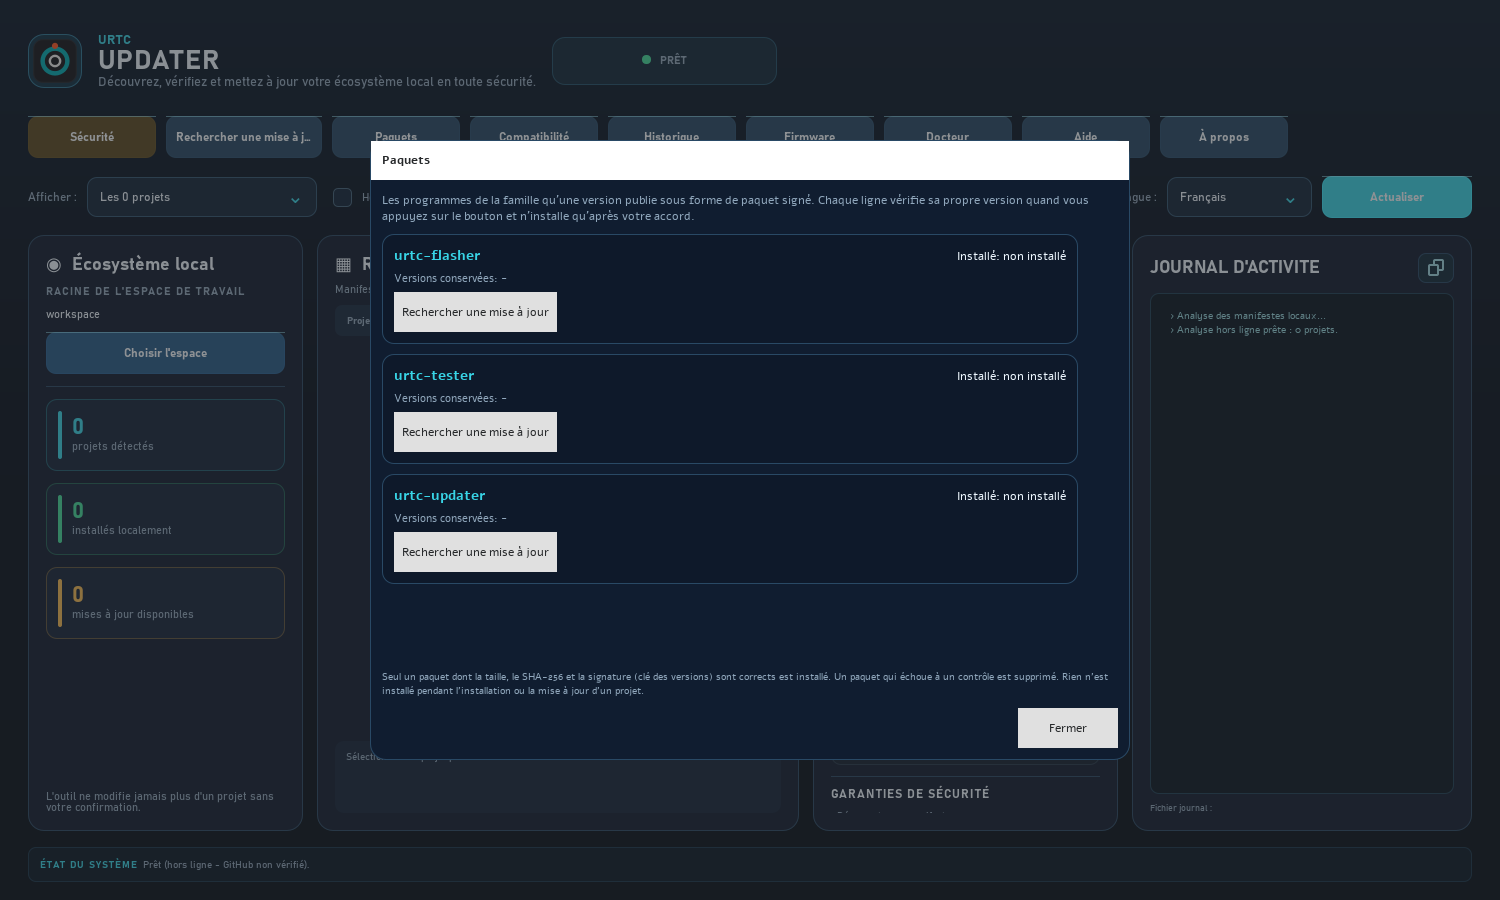 URTC
UPDATER
Découvrez, vérifiez et mettez à jour votre écosystème local en toute sécurité.
PRÊT
Sécurité
Rechercher une mise à j...
Paquets
Compatibilité
Historique
Firmware
Docteur
Aide
À propos
Afficher :
Les 0 projets
Français
Actualiser
Paquets
Les programmes de la famille qu'une version publie sous forme de paquet signé. Chaque ligne vérifie sa propre version quand vous
appuyez sur le bouton et n'installe qu'après votre accord.
urtc-flasher
Installé: non installé
Versions conservées: -
Rechercher une mise à jour
urtc-tester
Installé: non installé
Versions conservées: -
Rechercher une mise à jour
urtc-updater
Installé: non installé
Versions conservées: -
Rechercher une mise à jour
Seul un paquet dont la taille, le SHA-256 et la signature (clé des versions) sont corrects est installé. Un paquet qui échoue à un contrôle est supprimé. Rien n'est
installé pendant l'installation ou la mise à jour d'un projet.
Fermer
Écosystème local
RACINE DE L'ESPACE DE TRAVAIL
workspace
Choisir l'espace
0
projets détectés
0
installés localement
0
mises à jour disponibles
L'outil ne modifie jamais plus d'un projet sans
votre confirmation.
GARANTIES DE SÉCURITÉ
JOURNAL D'ACTIVITE
› Analyse des manifestes locaux...
› Analyse hors ligne prête : 0 projets.
Fichier journal :
ÉTAT DU SYSTÈME Prêt (hors ligne - GitHub non vérifié).